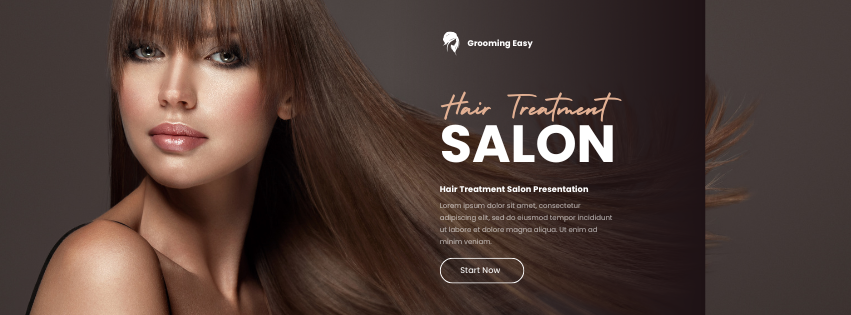 Grooming Easy
Hair Treatment
SALON
Hair Treatment Salon Presentation
Lorem ipsum dolor sit amet, consectetur
adipiscing elit, sed do eiusmod tempor incididunt
ut labore et dolore magna aliqua. Ut enim ad
minim veniam.
Start Now